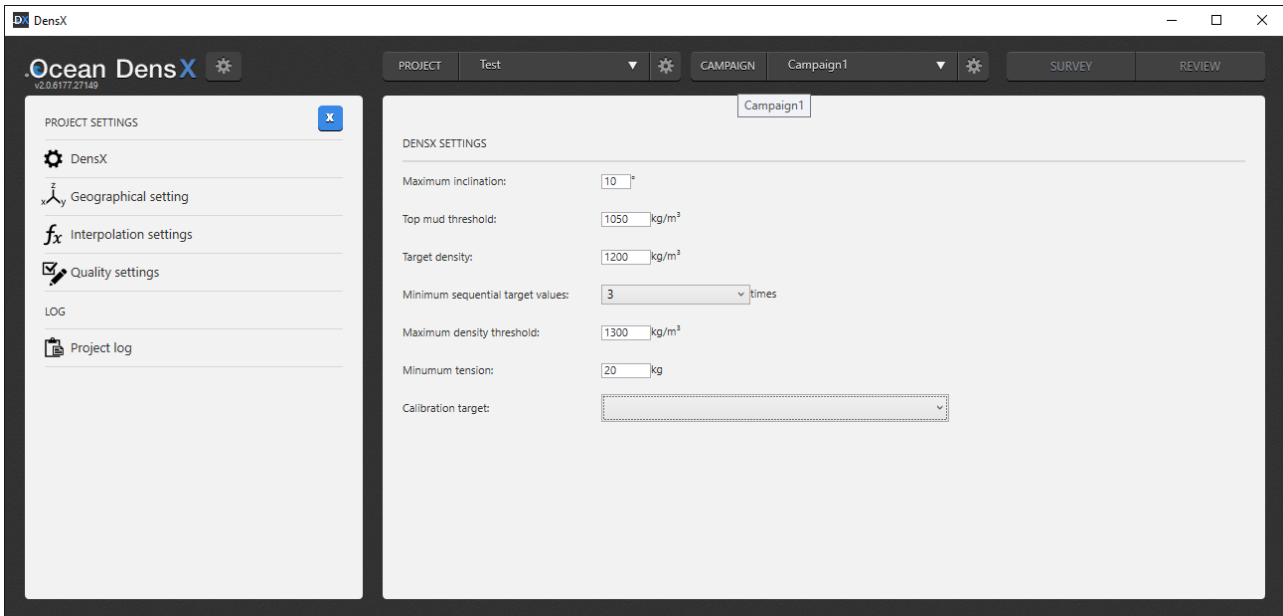 DX DensX
.Ocean DensX
v2.0.6177.27149
PROJECT Test CAMPAIGN Campaign1 SURVEY REVIEW
Campaign1
PROJECT SETTINGS X
DensX
z x y Geographical setting
fx Interpolation settings
Quality settings
LOG
Project log
DENSX SETTINGS
Maximum inclination: 10 °
Top mud threshold: 1050 kg/m³
Target density: 1200 kg/m³
Minimum sequential target values: 3 times
Maximum density threshold: 1300 kg/m³
Minumum tension: 20 kg
Calibration target: